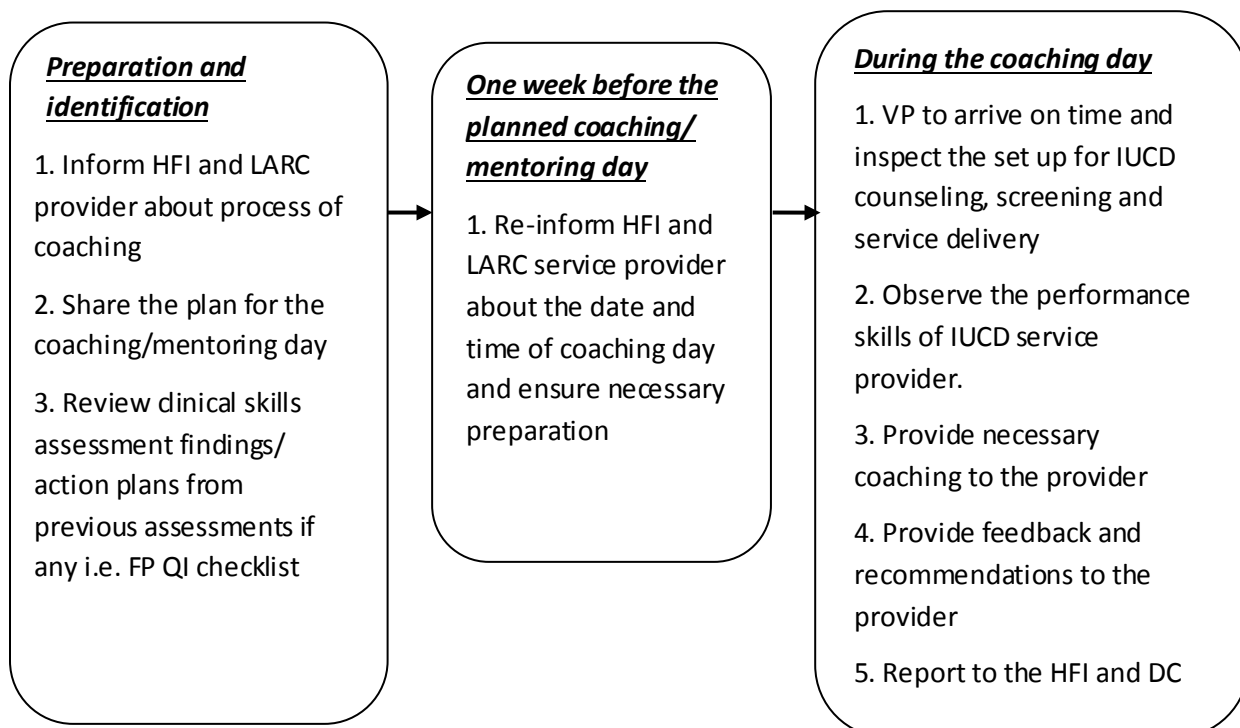 Preparation and
identification
1. Inform HFI and LARC
provider about process of
coaching
2. Share the plan for the
coaching/mentoring day
3. Review clinical skills
assessment findings/
action plans from
previous assessments if
any i.e. FP QI checklist
One week before the
planned coaching/
mentoring day
1. Re-inform HFI and
LARC service provider
about the date and
time of coaching day
and ensure necessary
preparation
During the coaching day
1. VP to arrive on time and
inspect the set up for IUCD
counseling, screening and
service delivery
2. Observe the performance
skills of IUCD service
provider.
3. Provide necessary
coaching to the provider
4. Provide feedback and
recommendations to the
provider
5. Report to the HFI and DC